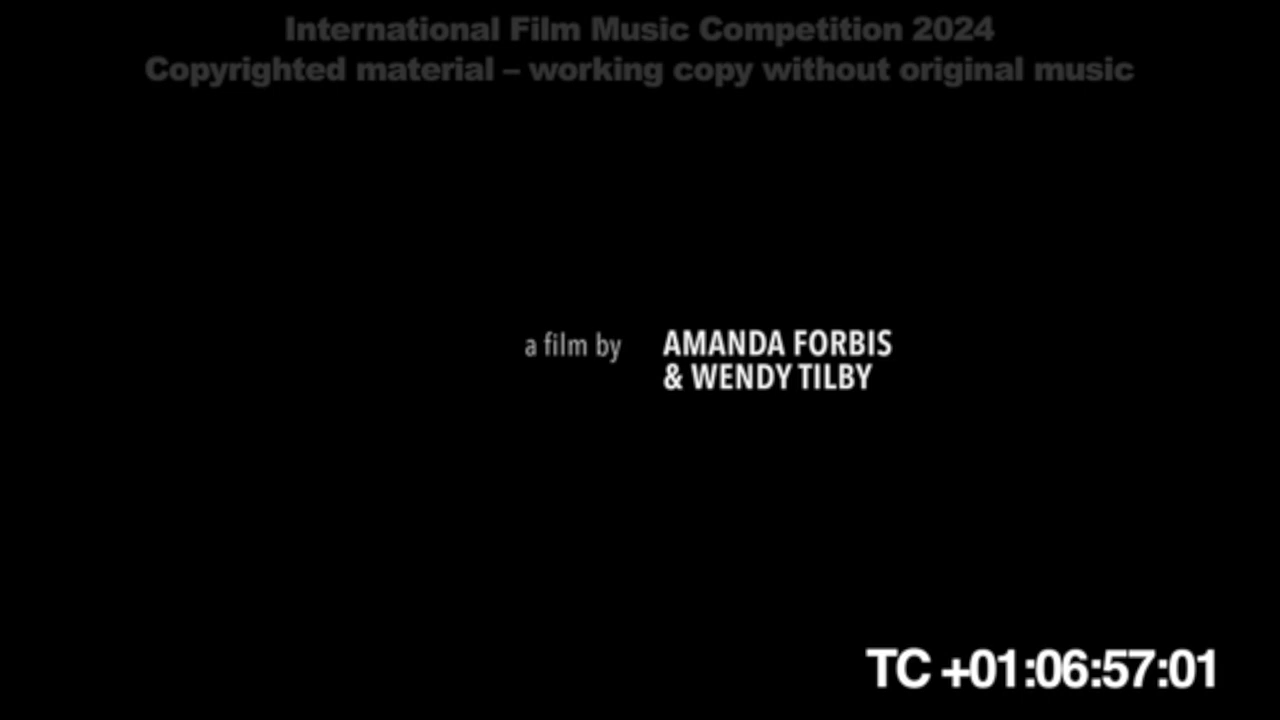 International Film Music Competition 2024
Copyrighted material – working copy without original music
a film by AMANDA FORBIS
& WENDY TILBY
TC +01:06:57:01